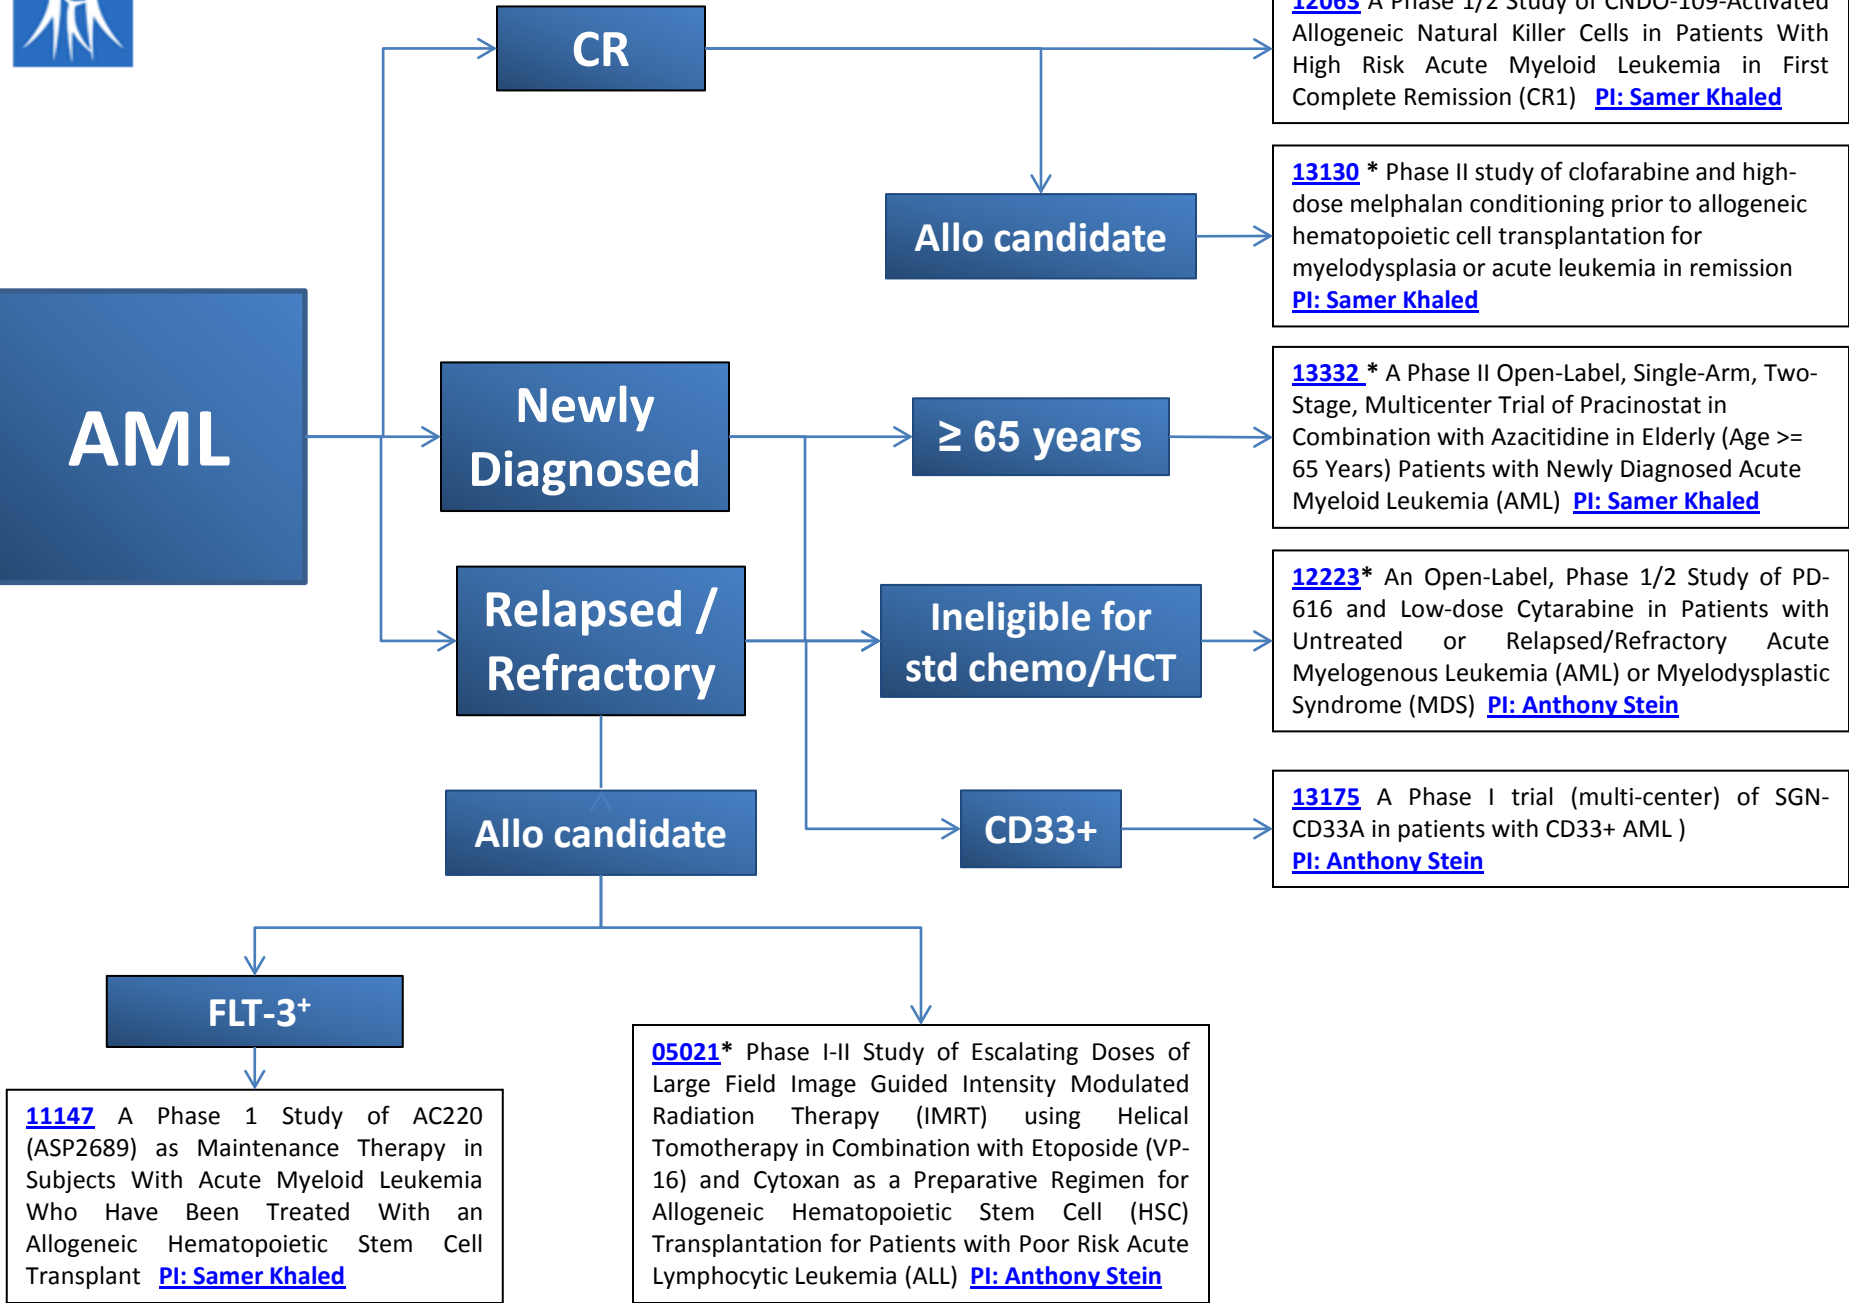 12063 A Phase 1/2 Study of CNDO-109-Activated
Allogeneic Natural Killer Cells in Patients With
High Risk Acute Myeloid Leukemia in First
Complete Remission (CR1) PI: Samer Khaled
CR
13130 * Phase II study of clofarabine and high-
dose melphalan conditioning prior to allogeneic
hematopoietic cell transplantation for
myelodysplasia or acute leukemia in remission
PI: Samer Khaled
Allo candidate
AML
Newly
Diagnosed
≥ 65 years
13332 * A Phase II Open-Label, Single-Arm, Two-
Stage, Multicenter Trial of Pracinostat in
Combination with Azacitidine in Elderly (Age >=
65 Years) Patients with Newly Diagnosed Acute
Myeloid Leukemia (AML) PI: Samer Khaled
Relapsed /
Refractory
Ineligible for
std chemo/HCT
12223* An Open-Label, Phase 1/2 Study of PD-
616 and Low-dose Cytarabine in Patients with
Untreated or Relapsed/Refractory Acute
Myelogenous Leukemia (AML) or Myelodysplastic
Syndrome (MDS) PI: Anthony Stein
Allo candidate
CD33+
13175 A Phase I trial (multi-center) of SGN-
CD33A in patients with CD33+ AML )
PI: Anthony Stein
FLT-3⁺
11147 A Phase 1 Study of AC220
(ASP2689) as Maintenance Therapy in
Subjects With Acute Myeloid Leukemia
Who Have Been Treated With an
Allogeneic Hematopoietic Stem Cell
Transplant PI: Samer Khaled
05021* Phase I-II Study of Escalating Doses of
Large Field Image Guided Intensity Modulated
Radiation Therapy (IMRT) using Helical
Tomotherapy in Combination with Etoposide (VP-
16) and Cytoxan as a Preparative Regimen for
Allogeneic Hematopoietic Stem Cell (HSC)
Transplantation for Patients with Poor Risk Acute
Lymphocytic Leukemia (ALL) PI: Anthony Stein